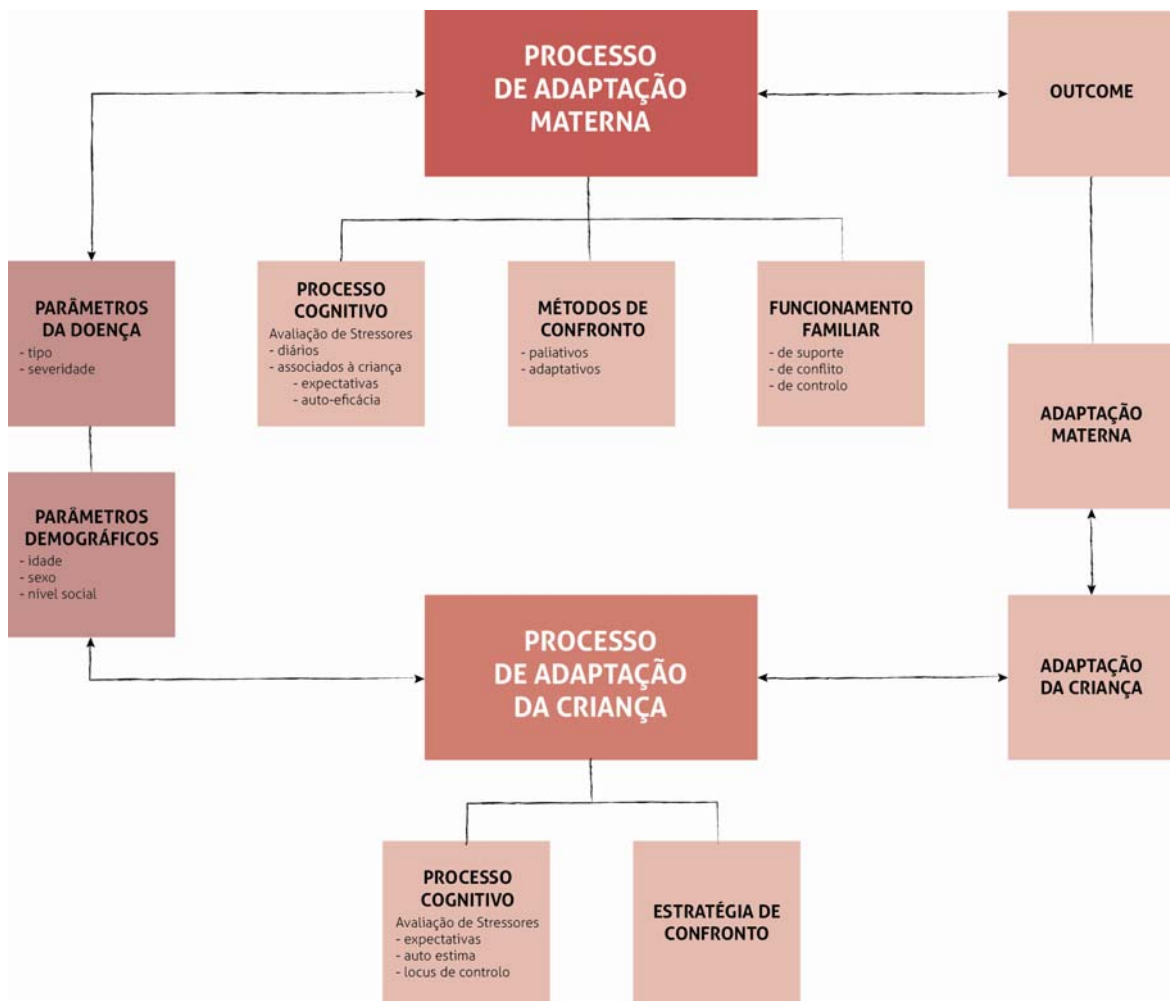 PROCESSO
DE ADAPTAÇÃO
MATERNA
OUTCOME
PARÂMETROS
DA DOENÇA
- tipo
- severidade
PROCESSO
COGNITIVO
Avaliação de Stressores
- diários
- associados à criança
- expectativas
- auto-eficácia
MÉTODOS DE
CONFRONTO
- paliativos
- adaptativos
FUNCIONAMENTO
FAMILIAR
- de suporte
- de conflito
- de controlo
ADAPTAÇÃO
MATERNA
PARÂMETROS
DEMOGRÁFICOS
- idade
- sexo
- nível social
PROCESSO
DE ADAPTAÇÃO
DA CRIANÇA
ADAPTAÇÃO
DA CRIANÇA
PROCESSO
COGNITIVO
Avaliação de Stressores
- expectativas
- auto estima
- locus de controlo
ESTRATÉGIA DE
CONFRONTO